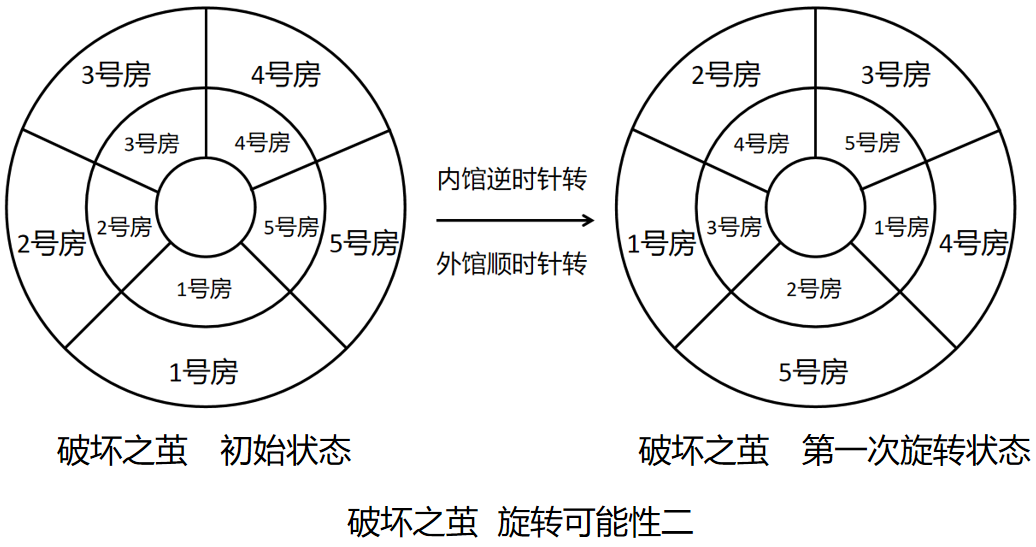 3号房
4号房
3号房
4号房
2号房
2号房
5号房
5号房
1号房
1号房
内馆逆时针转
外馆顺时针转
2号房
3号房
4号房
5号房
1号房
3号房
1号房
4号房
2号房
5号房
破坏之茧 初始状态
破坏之茧 第一次旋转状态
破坏之茧 旋转可能性二